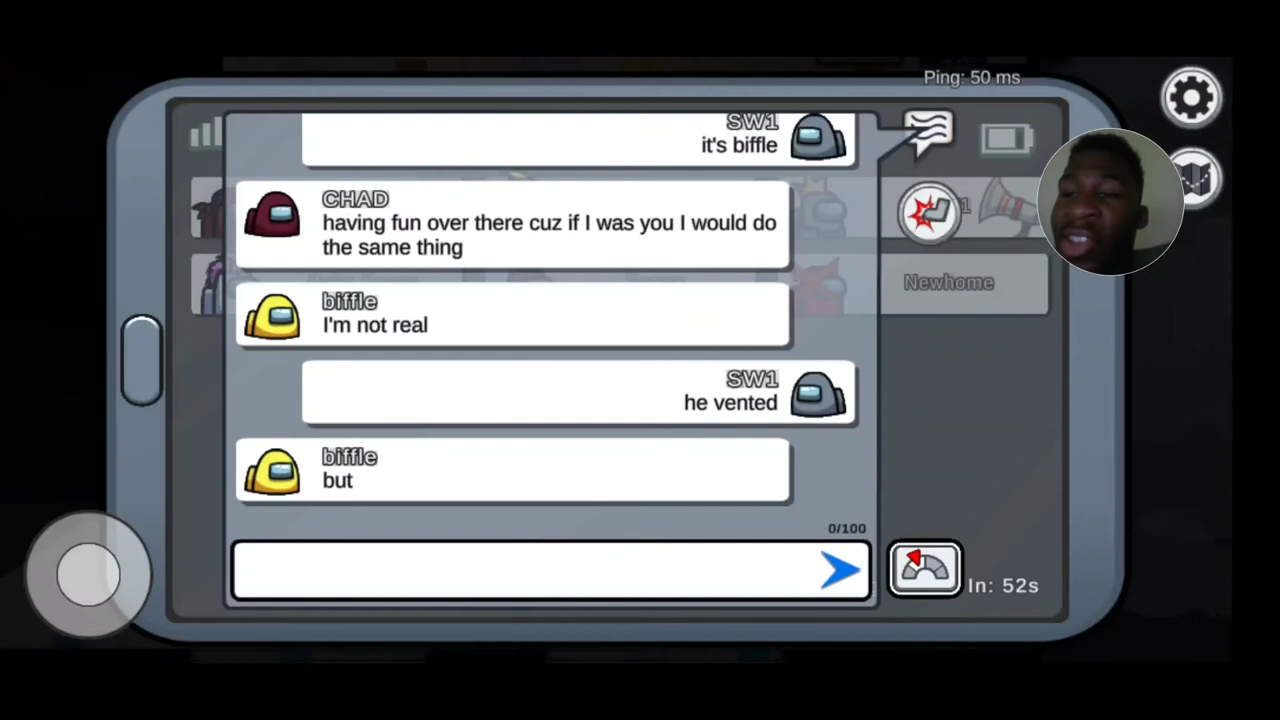 Ping: 50 ms
SW1
it's biffle
CHAD
having fun over there cuz if I was you I would do
the same thing
1
biffle
I'm not real
Newhome
SW1
he vented
biffle
but
0/100
In: 52s